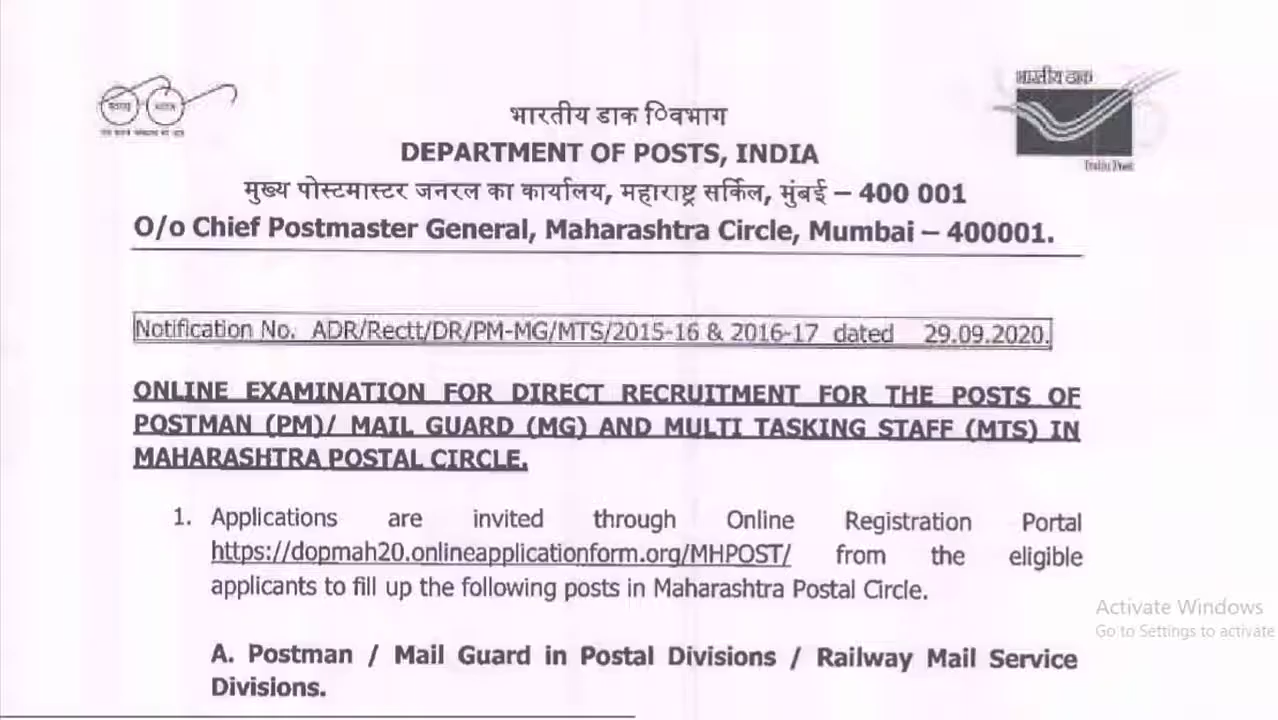 स्वच्छ भारत
भारतीय डाक
India Post
भारतीय डाक विभाग
DEPARTMENT OF POSTS, INDIA
मुख्य पोस्टमास्टर जनरल का कार्यालय, महाराष्ट्र सर्किल, मुंबई – 400 001
O/o Chief Postmaster General, Maharashtra Circle, Mumbai – 400001.
Notification No. ADR/Rectt/DR/PM-MG/MTS/2015-16 & 2016-17 dated 29.09.2020.
ONLINE EXAMINATION FOR DIRECT RECRUITMENT FOR THE POSTS OF
POSTMAN (PM)/ MAIL GUARD (MG) AND MULTI TASKING STAFF (MTS) IN
MAHARASHTRA POSTAL CIRCLE.
1. Applications are invited through Online Registration Portal
https://dopmah20.onlineapplicationform.org/MHPOST/ from the eligible
applicants to fill up the following posts in Maharashtra Postal Circle.
A. Postman / Mail Guard in Postal Divisions / Railway Mail Service
Divisions.
Activate Windows
Go to Settings to activate